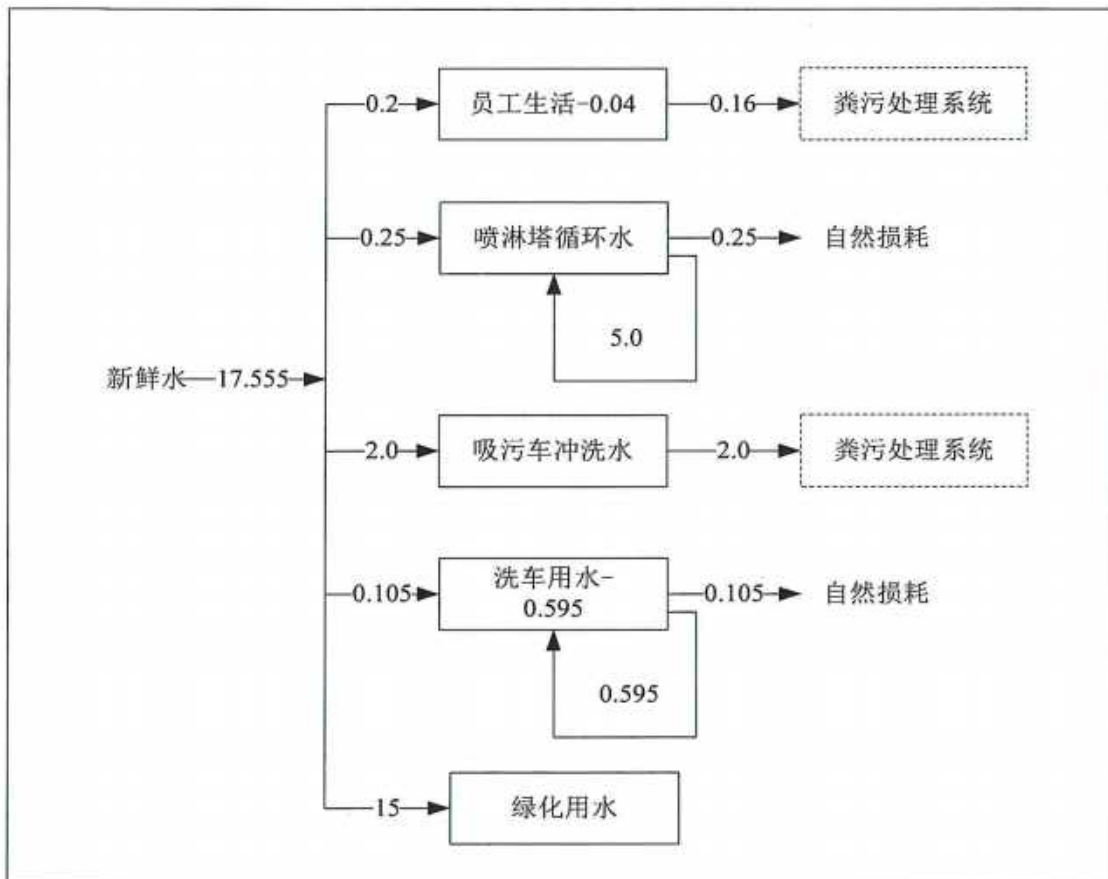 0.2
员工生活-0.04
0.16
粪污处理系统
0.25
喷淋塔循环水
0.25
自然损耗
5.0
新鲜水
17.555
2.0
吸污车冲洗水
2.0
粪污处理系统
0.105
洗车用水-
0.595
0.105
自然损耗
0.595
15
绿化用水